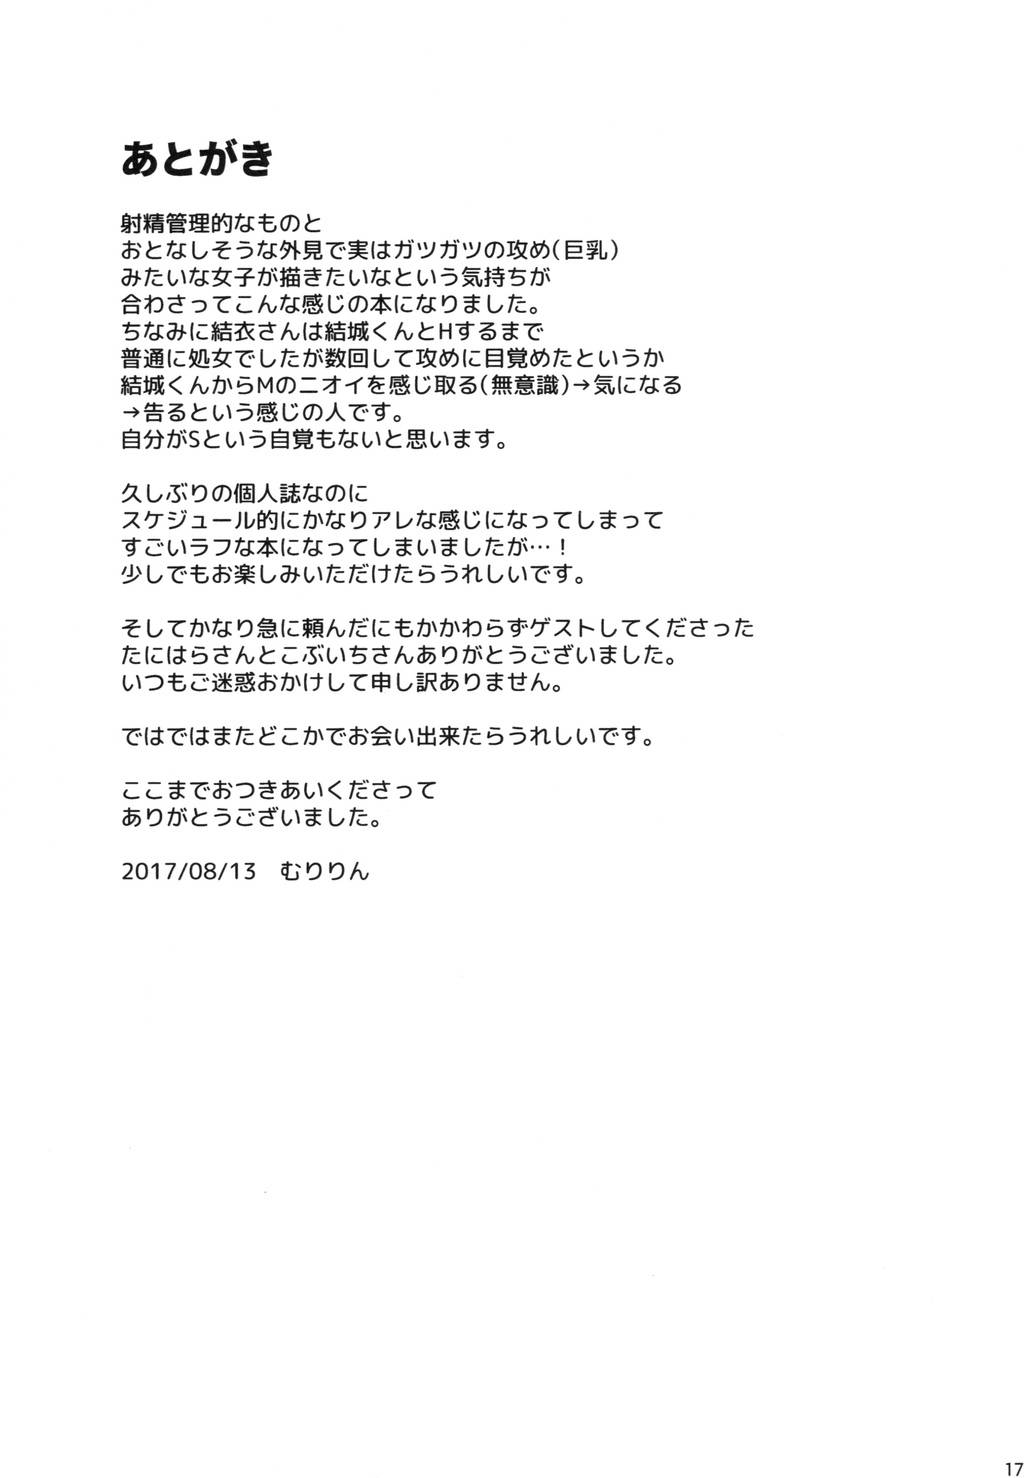 あとがき
射精管理的なものと
おとなしそうな外見で実はガツガツの攻め(巨乳)
みたいな女子が描きたいなという気持ちが
合わさってこんな感じの本になりました。
ちなみに結衣さんは結城くんとHするまで
普通に処女でしたが数回して攻めに目覚めたというか
結城くんからMのニオイを感じ取る(無意識)→気になる
→告るという感じの人です。
自分がSという自覚もないと思います。
久しぶりの個人誌なのに
スケジュール的にかなりアレな感じになってしまって
すごいラフな本になってしまいましたが…！
少しでもお楽しみいただけたらうれしいです。
そしてかなり急に頼んだにもかかわらずゲストしてくださった
たにはらさんとこぶいちさんありがとうございました。
いつもご迷惑おかけして申し訳ありません。
ではではまたどこかでお会い出来たらうれしいです。
ここまでおつきあいくださって
ありがとうございました。
2017/08/13　むりりん
17